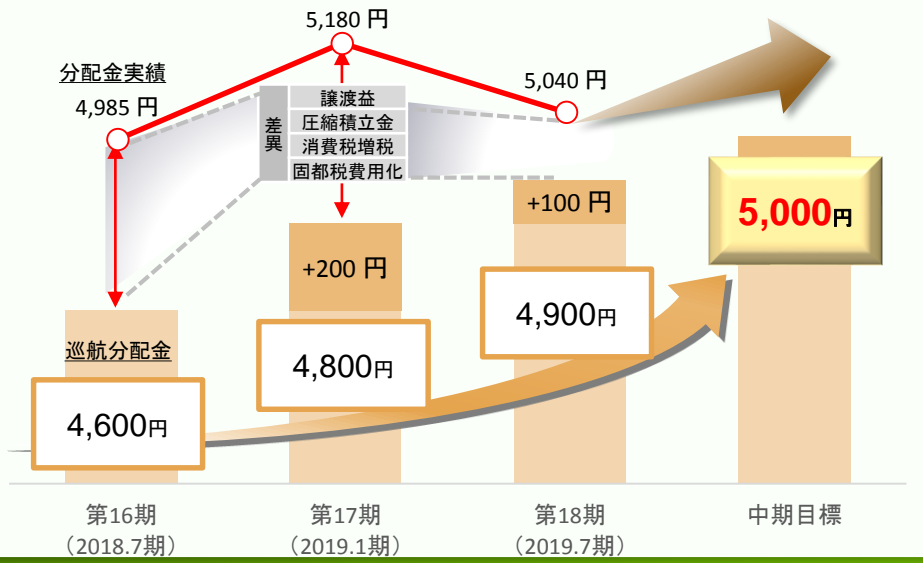 5,180 円
分配金実績
4,985 円
5,040 円
差異
譲渡益
圧縮積立金
消費税増税
固都税費用化
+200 円
+100 円
5,000円
巡航分配金
4,600円
4,800円
4,900円
第16期
（2018.7期）
第17期
（2019.1期）
第18期
（2019.7期）
中期目標